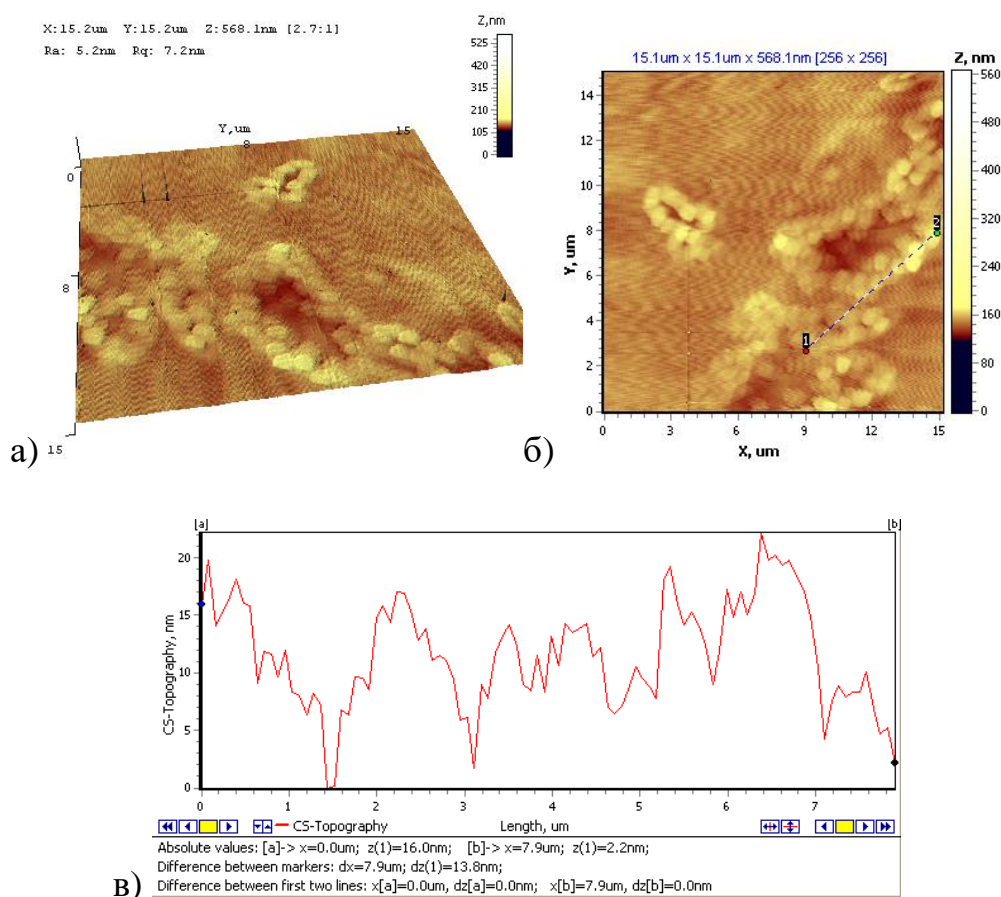 X:15.2um Y:15.2um Z:568.1nm [2.7:1]
Ra: 5.2nm Rq: 7.2nm
Z,nm
525
420
315
210
105
0
Y,um
0
8
15
8
15
а)
15.1um x 15.1um x 568.1nm [256 x 256]
Z, nm
560
480
400
320
240
160
80
0
14
12
10
8
6
4
2
0
Y, um
1
2
0
3
6
9
12
15
X, um
б)
[a]
[b]
20
15
10
5
0
CS-Topography, nm
0
1
2
3
4
5
6
7
CS-Topography
Length, um
Absolute values: [a]-> x=0.0um; z(1)=16.0nm; [b]-> x=7.9um; z(1)=2.2nm;
Difference between markers: dx=7.9um; dz(1)=13.8nm;
Difference between first two lines: x[a]=0.0um, dz[a]=0.0nm; x[b]=7.9um, dz[b]=0.0nm
в)